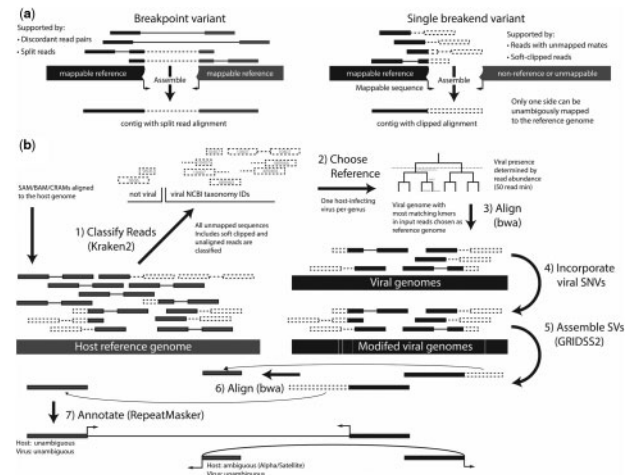 (a)
Breakpoint variant
Supported by:
• Discordant read pairs
• Split reads
Assemble
mappable reference
mappable reference
contig with split read alignment
Single breakend variant
Supported by:
• Reads with unmapped mates
• Soft-clipped reads
Assemble
mappable reference
non-reference or unmappable
Mappable sequence
contig with clipped alignment
Only one side can be
unambiguously mapped
to the reference genome
(b)
SAM/BAM/CRAMs aligned
to the host genome
not viral
viral NCBI taxonomy IDs
1) Classify Reads
(Kraken2)
All unmapped sequences
Includes soft clipped and
unaligned reads are
classified
2) Choose
Reference
One host-infecting
virus per genus
Viral presence
determined by
read abundance
(50 read min)
Viral genome with
most matching kmers
in input reads chosen as
reference genome
3) Align
(bwa)
Viral genomes
4) Incorporate
viral SNVs
Host reference genome
Modifed viral genomes
5) Assemble SVs
(GRIDSS2)
6) Align (bwa)
7) Annotate (RepeatMasker)
Host: unambiguous
Virus: unambiguous
Host: ambiguous (Alpha/Satellite)
Virus: unambiguous